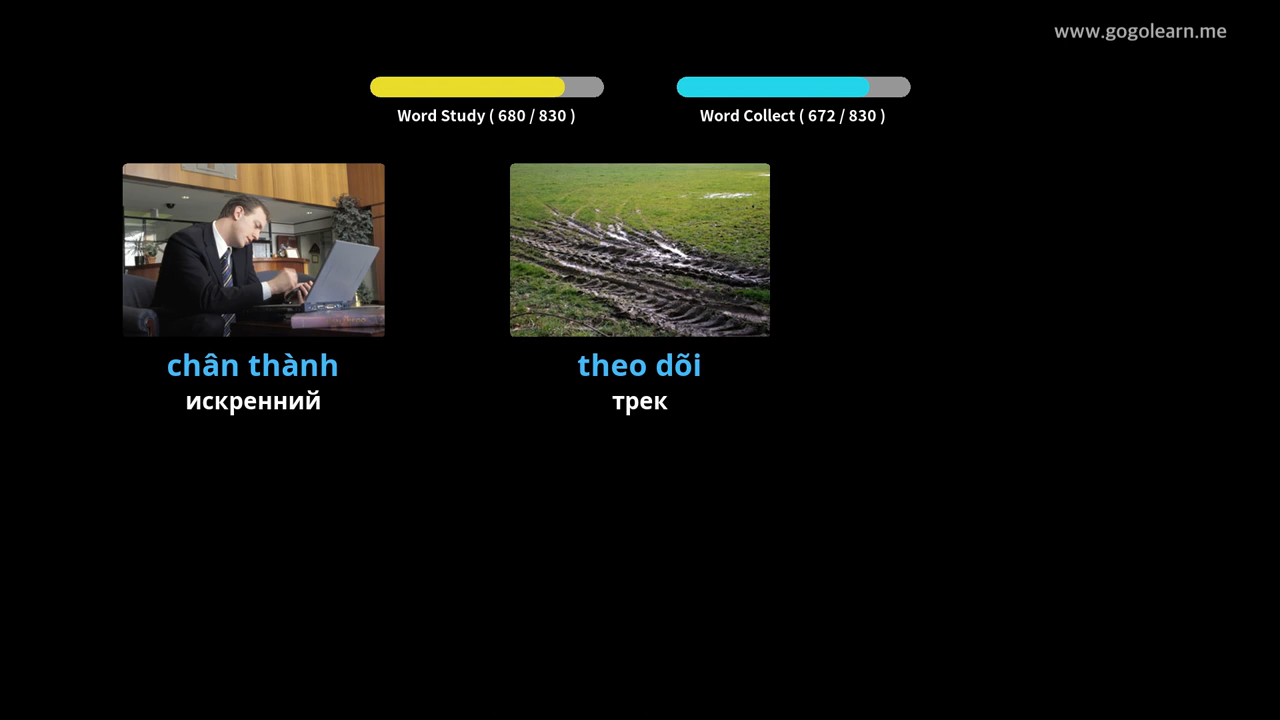 www.gogolearn.me
Word Study ( 680 / 830 )
Word Collect ( 672 / 830 )
chân thành
искренний
theo dõi
трек